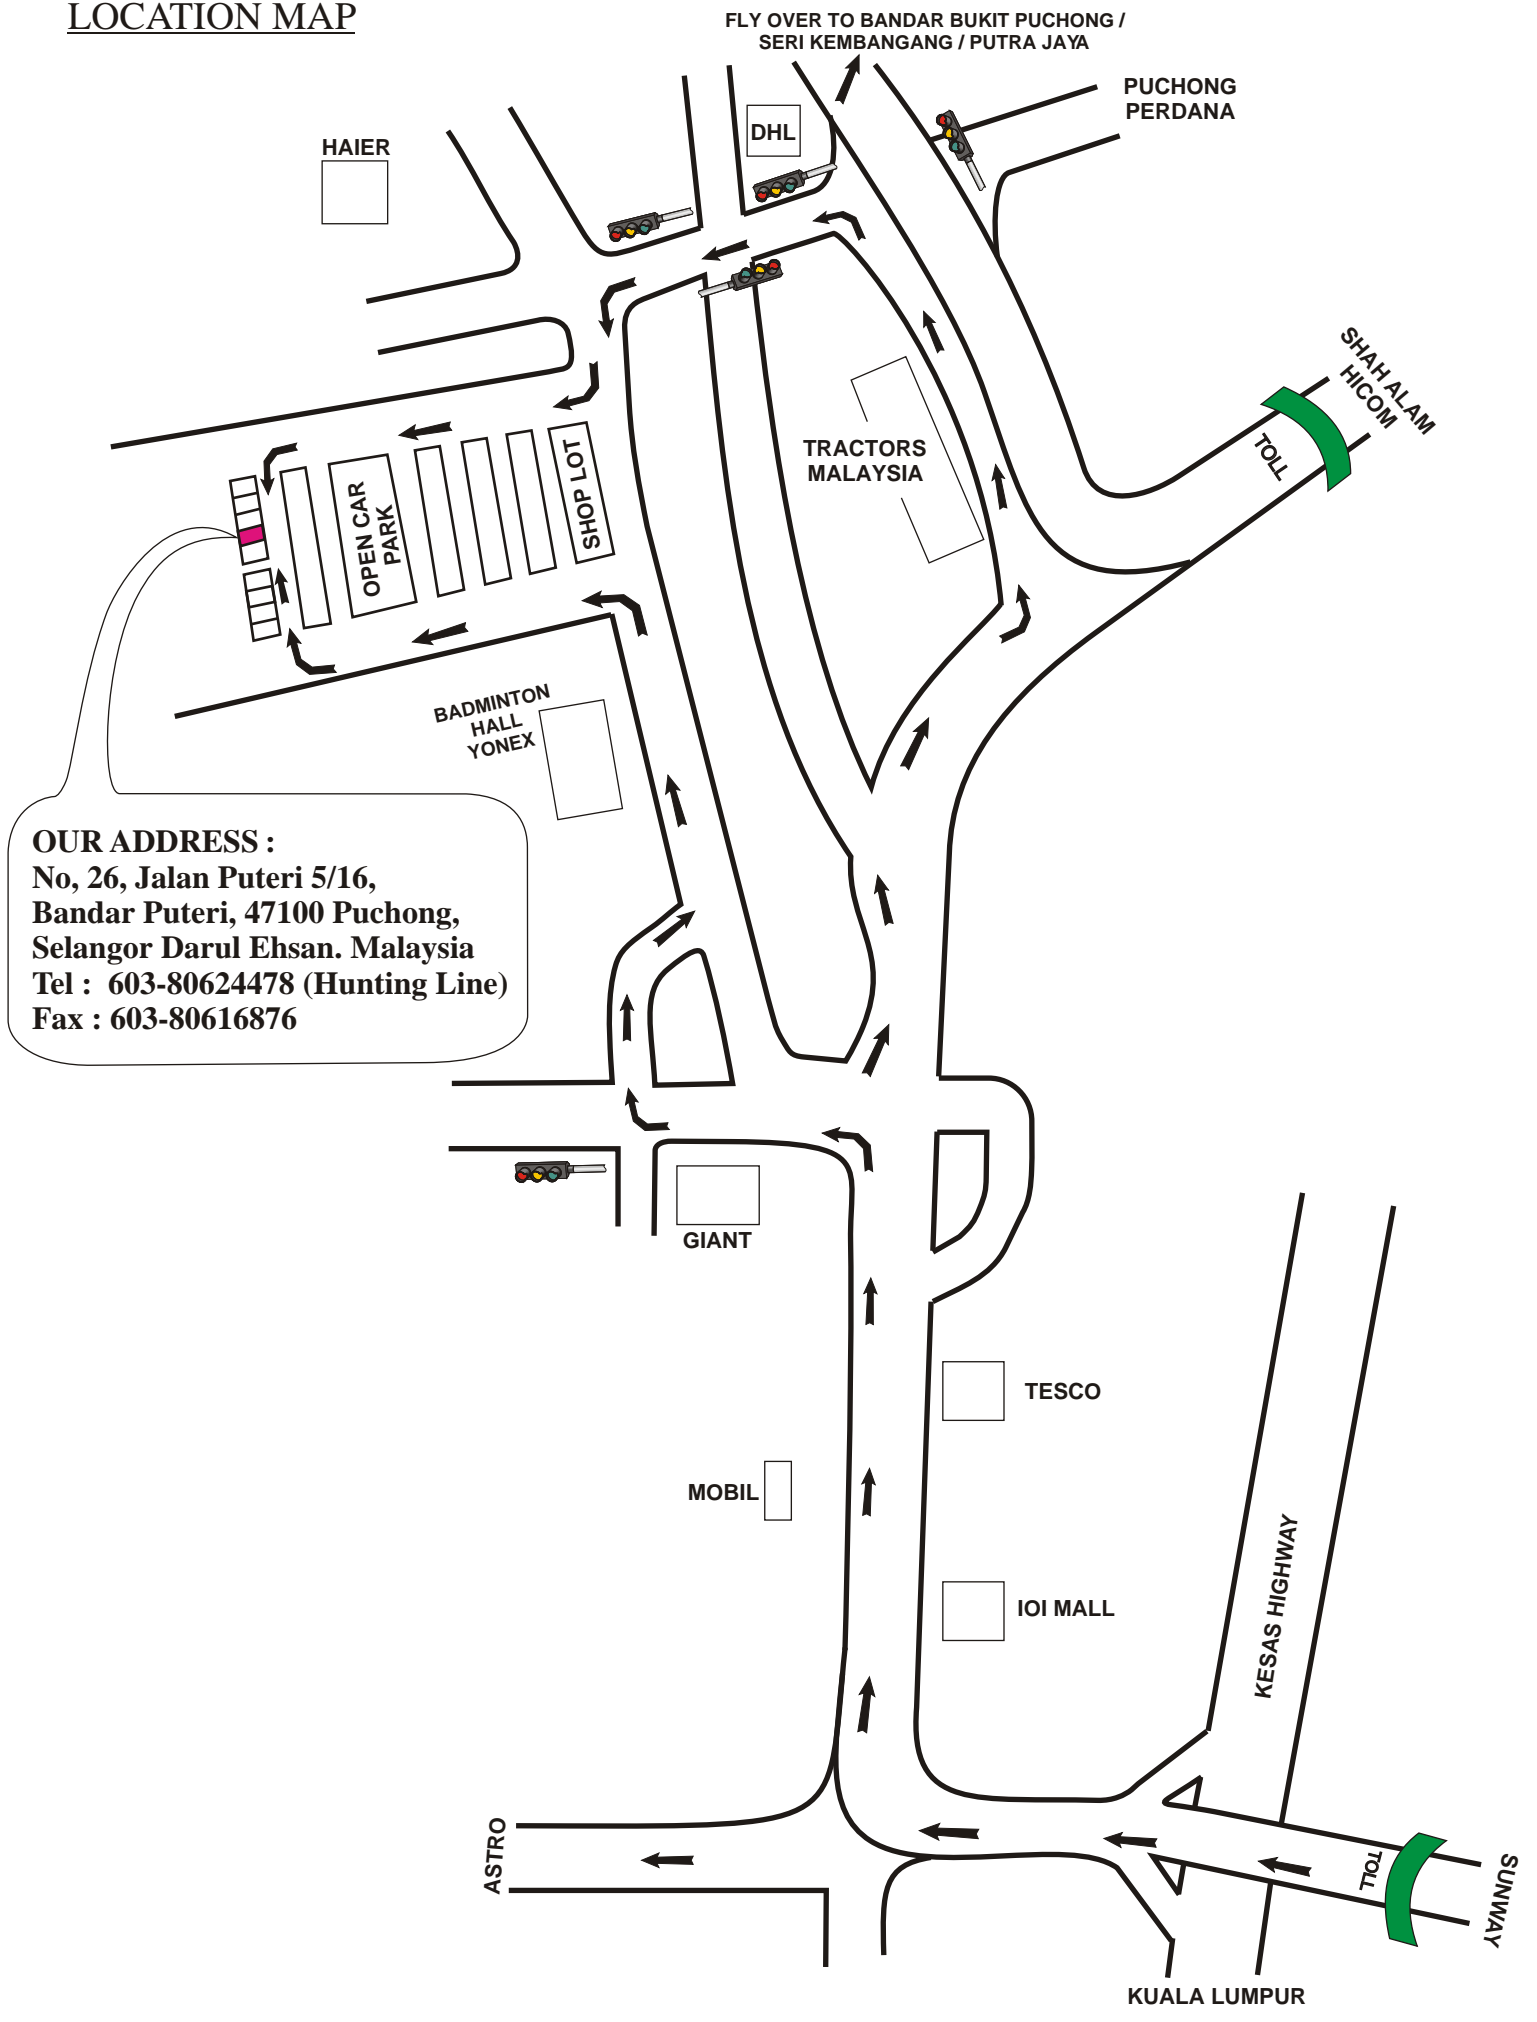 LOCATION MAP
FLY OVER TO BANDAR BUKIT PUCHONG /
SERI KEMBANGANG / PUTRA JAYA
PUCHONG
PERDANA
DHL
HAIER
SHAH ALAM
HICOM
TOLL
TRACTORS
MALAYSIA
SHOP LOT
OPEN CAR
PARK
BADMINTON
HALL
YONEX
OUR ADDRESS :
No, 26, Jalan Puteri 5/16,
Bandar Puteri, 47100 Puchong,
Selangor Darul Ehsan. Malaysia
Tel :  603-80624478 (Hunting Line)
Fax : 603-80616876
GIANT
TESCO
MOBIL
IOI MALL
KESAS HIGHWAY
ASTRO
TOLL
SUNWAY
KUALA LUMPUR